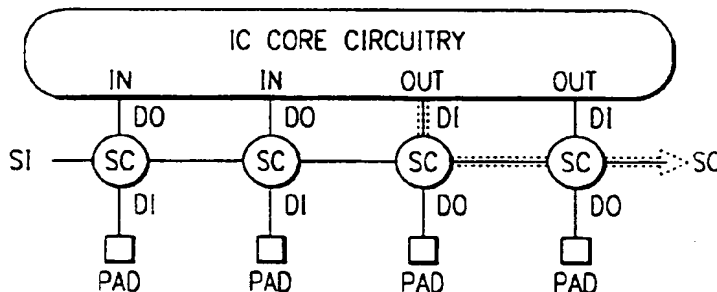 IC CORE CIRCUITRY
IN IN OUT OUT
DO DO DI DI
SI SC SC SC SC SO
DI DI DO DO
PAD PAD PAD PAD